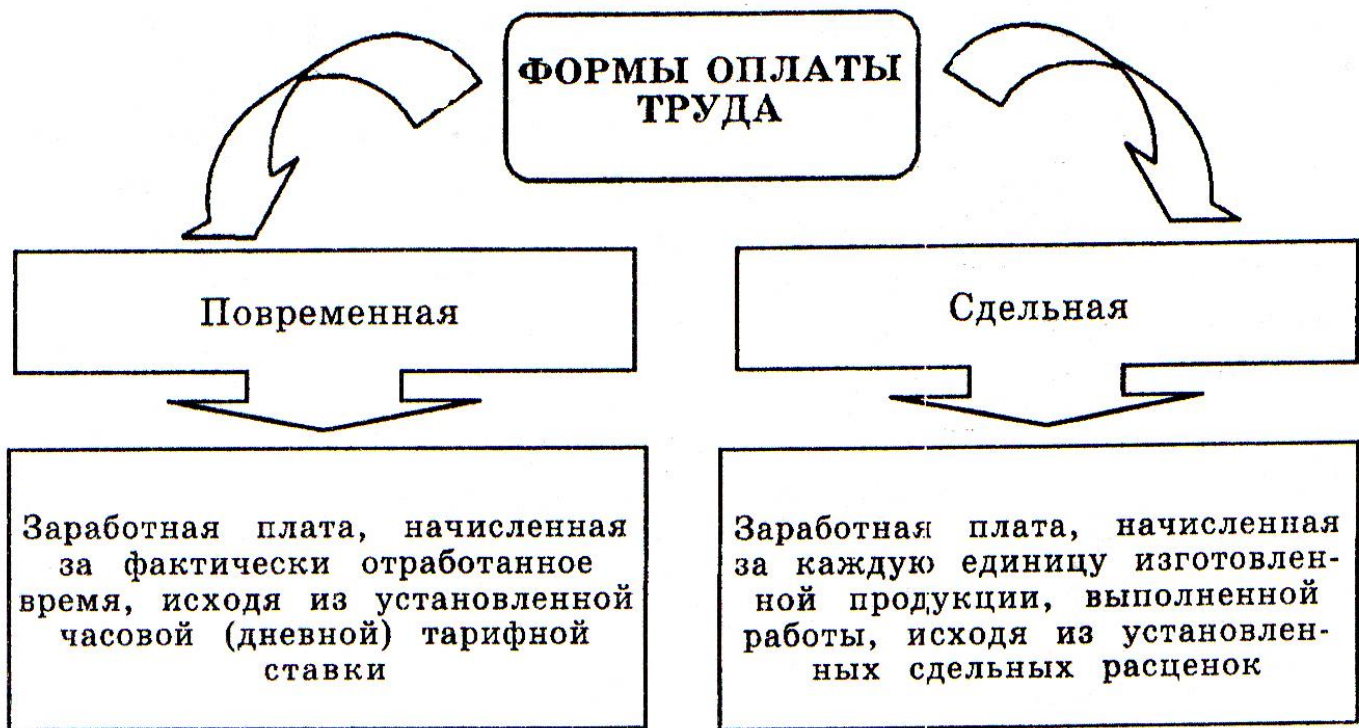 ФОРМЫ ОПЛАТЫ
ТРУДА
Повременная
Сдельная
Заработная плата, начисленная
за фактически отработанное
время, исходя из установленной
часовой (дневной) тарифной
ставки
Заработная плата, начисленная
за каждую единицу изготовлен-
ной продукции, выполненной
работы, исходя из установлен-
ных сдельных расценок